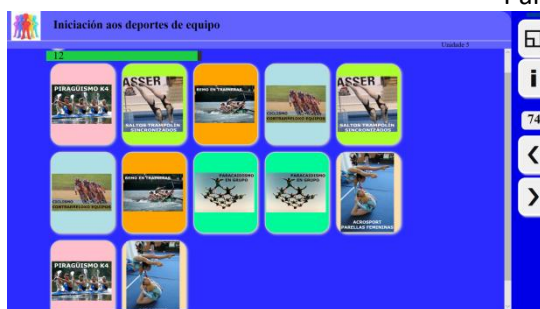 Iniciación aos deportes de equipo
Unidade 5
12
PIRAGÜISMO K4
ASSER
SALTOS TRAMPOLÍN
SINCRONIZADOS
REMO EN TRAINERAS
CICLISMO
CONTRARRELOXO EQUIPOS
ASSER
SALTOS TRAMPOLÍN
SINCRONIZADOS
CICLISMO
CONTRARRELOXO EQUIPOS
REMO EN TRAINERAS
PARACAIDISMO
EN GRUPO
PARACAIDISMO
EN GRUPO
ACROSPORT
PARELLAS FEMININAS
PIRAGÜISMO K4
74